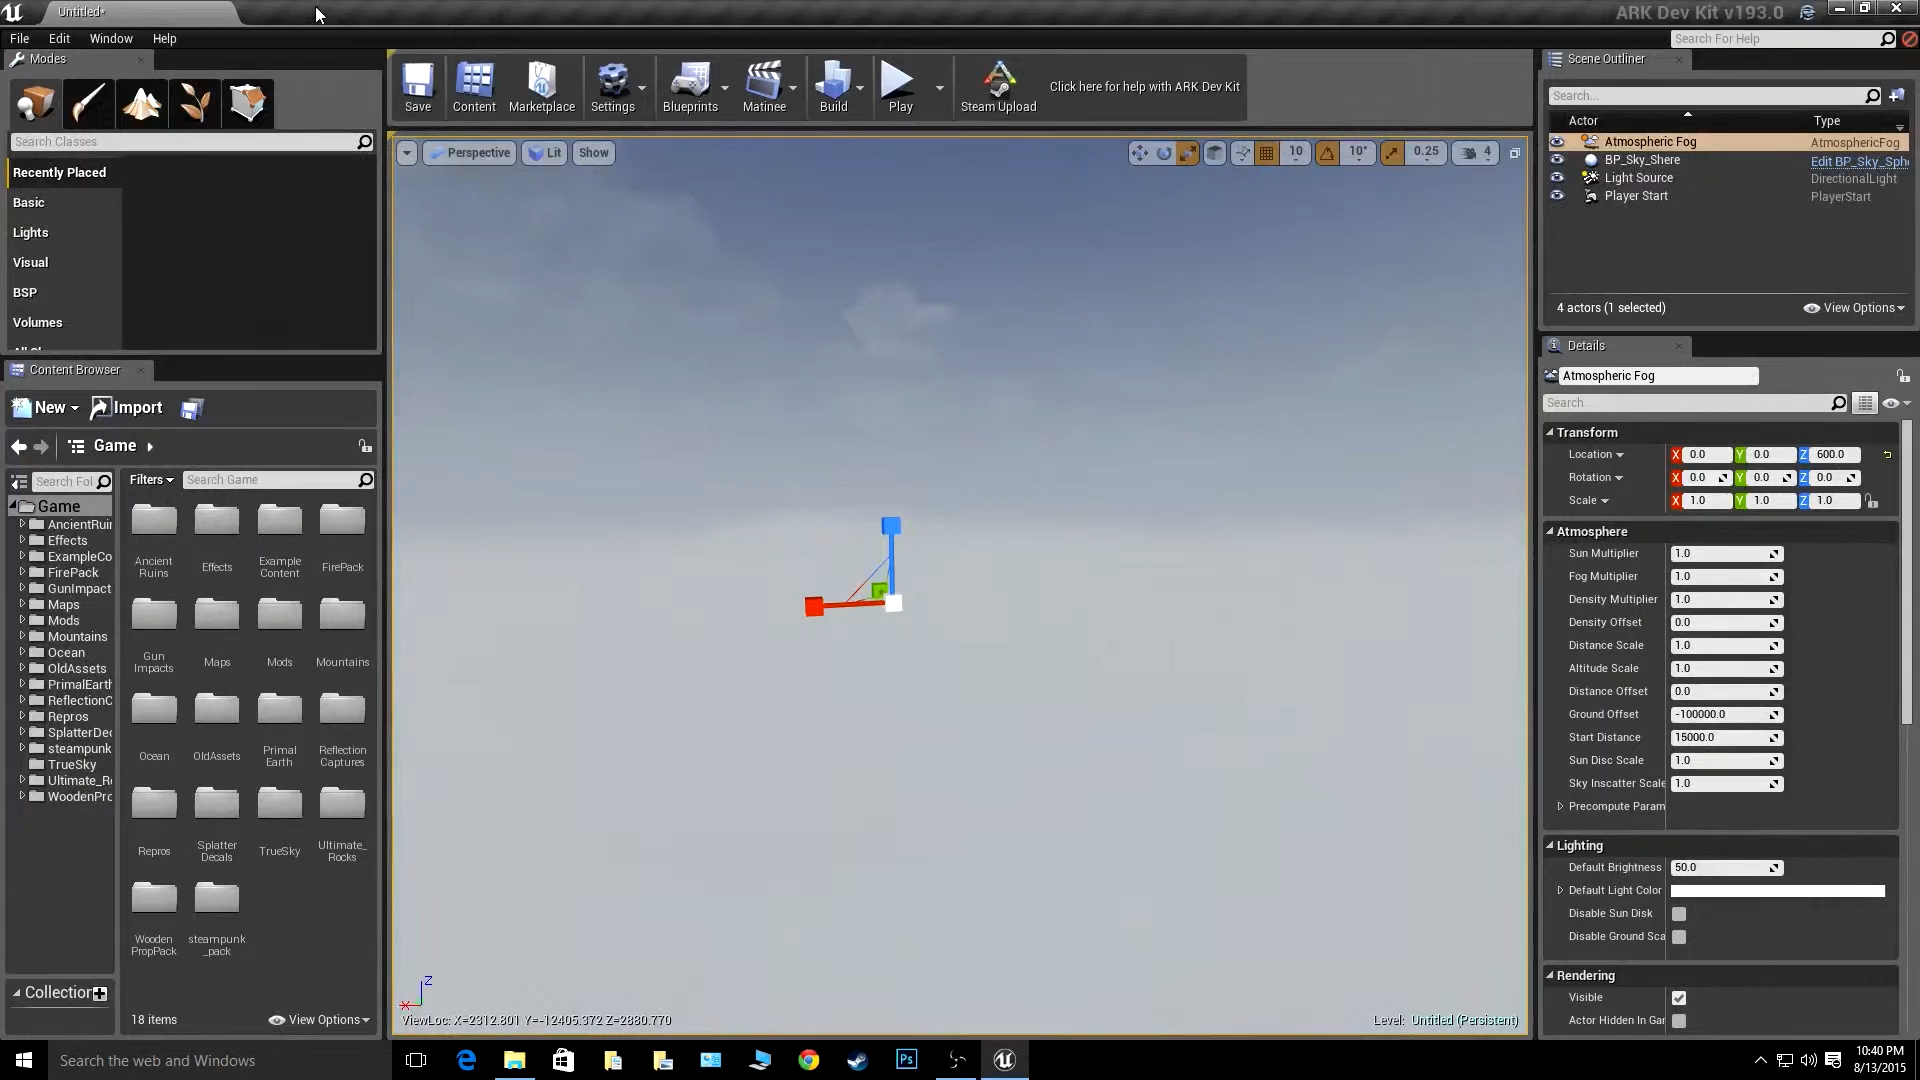 Untitled*
ARK Dev Kit v193.0
File Edit Window Help
Search For Help
Modes
Search Classes
Recently Placed
Basic
Lights
Visual
BSP
Volumes
Save
Content
Marketplace
Settings
Blueprints
Matinee
Build
Play
Steam Upload
Click here for help with ARK Dev Kit
Perspective
Lit
Show
10
10°
0.25
4
ViewLoc: X=2312.801 Y=-12405.372 Z=2880.770
Level: Untitled (Persistent)
Content Browser
New
Import
Game
Search Fol
Filters
Search Game
Game
AncientRuin
Effects
ExampleCo
FirePack
GunImpact
Maps
Mods
Mountains
Ocean
OldAssets
PrimalEarth
ReflectionC
Repros
SplatterDec
steampunk
TrueSky
Ultimate_Ro
WoodenPro
Ancient Ruins
Effects
Example Content
FirePack
Gun Impacts
Maps
Mods
Mountains
Ocean
OldAssets
Primal Earth
Reflection Captures
Repros
Splatter Decals
TrueSky
Ultimate_ Rocks
Wooden PropPack
steampunk _pack
Collection
18 items
View Options
Scene Outliner
Search...
Actor Type
Atmospheric Fog AtmosphericFog
BP_Sky_Shere Edit BP_Sky_Sph
Light Source DirectionalLight
Player Start PlayerStart
4 actors (1 selected)
View Options
Details
Atmospheric Fog
Search
Transform
Location X 0.0 Y 0.0 Z 600.0
Rotation X 0.0 Y 0.0 Z 0.0
Scale X 1.0 Y 1.0 Z 1.0
Atmosphere
Sun Multiplier 1.0
Fog Multiplier 1.0
Density Multiplier 1.0
Density Offset 0.0
Distance Scale 1.0
Altitude Scale 1.0
Distance Offset 0.0
Ground Offset -100000.0
Start Distance 15000.0
Sun Disc Scale 1.0
Sky Inscatter Scale 1.0
Precompute Param
Lighting
Default Brightness 50.0
Default Light Color
Disable Sun Disk
Disable Ground Sca
Rendering
Visible
Actor Hidden In Gar
Z
X
Search the web and Windows
Ps
10:40 PM
8/13/2015